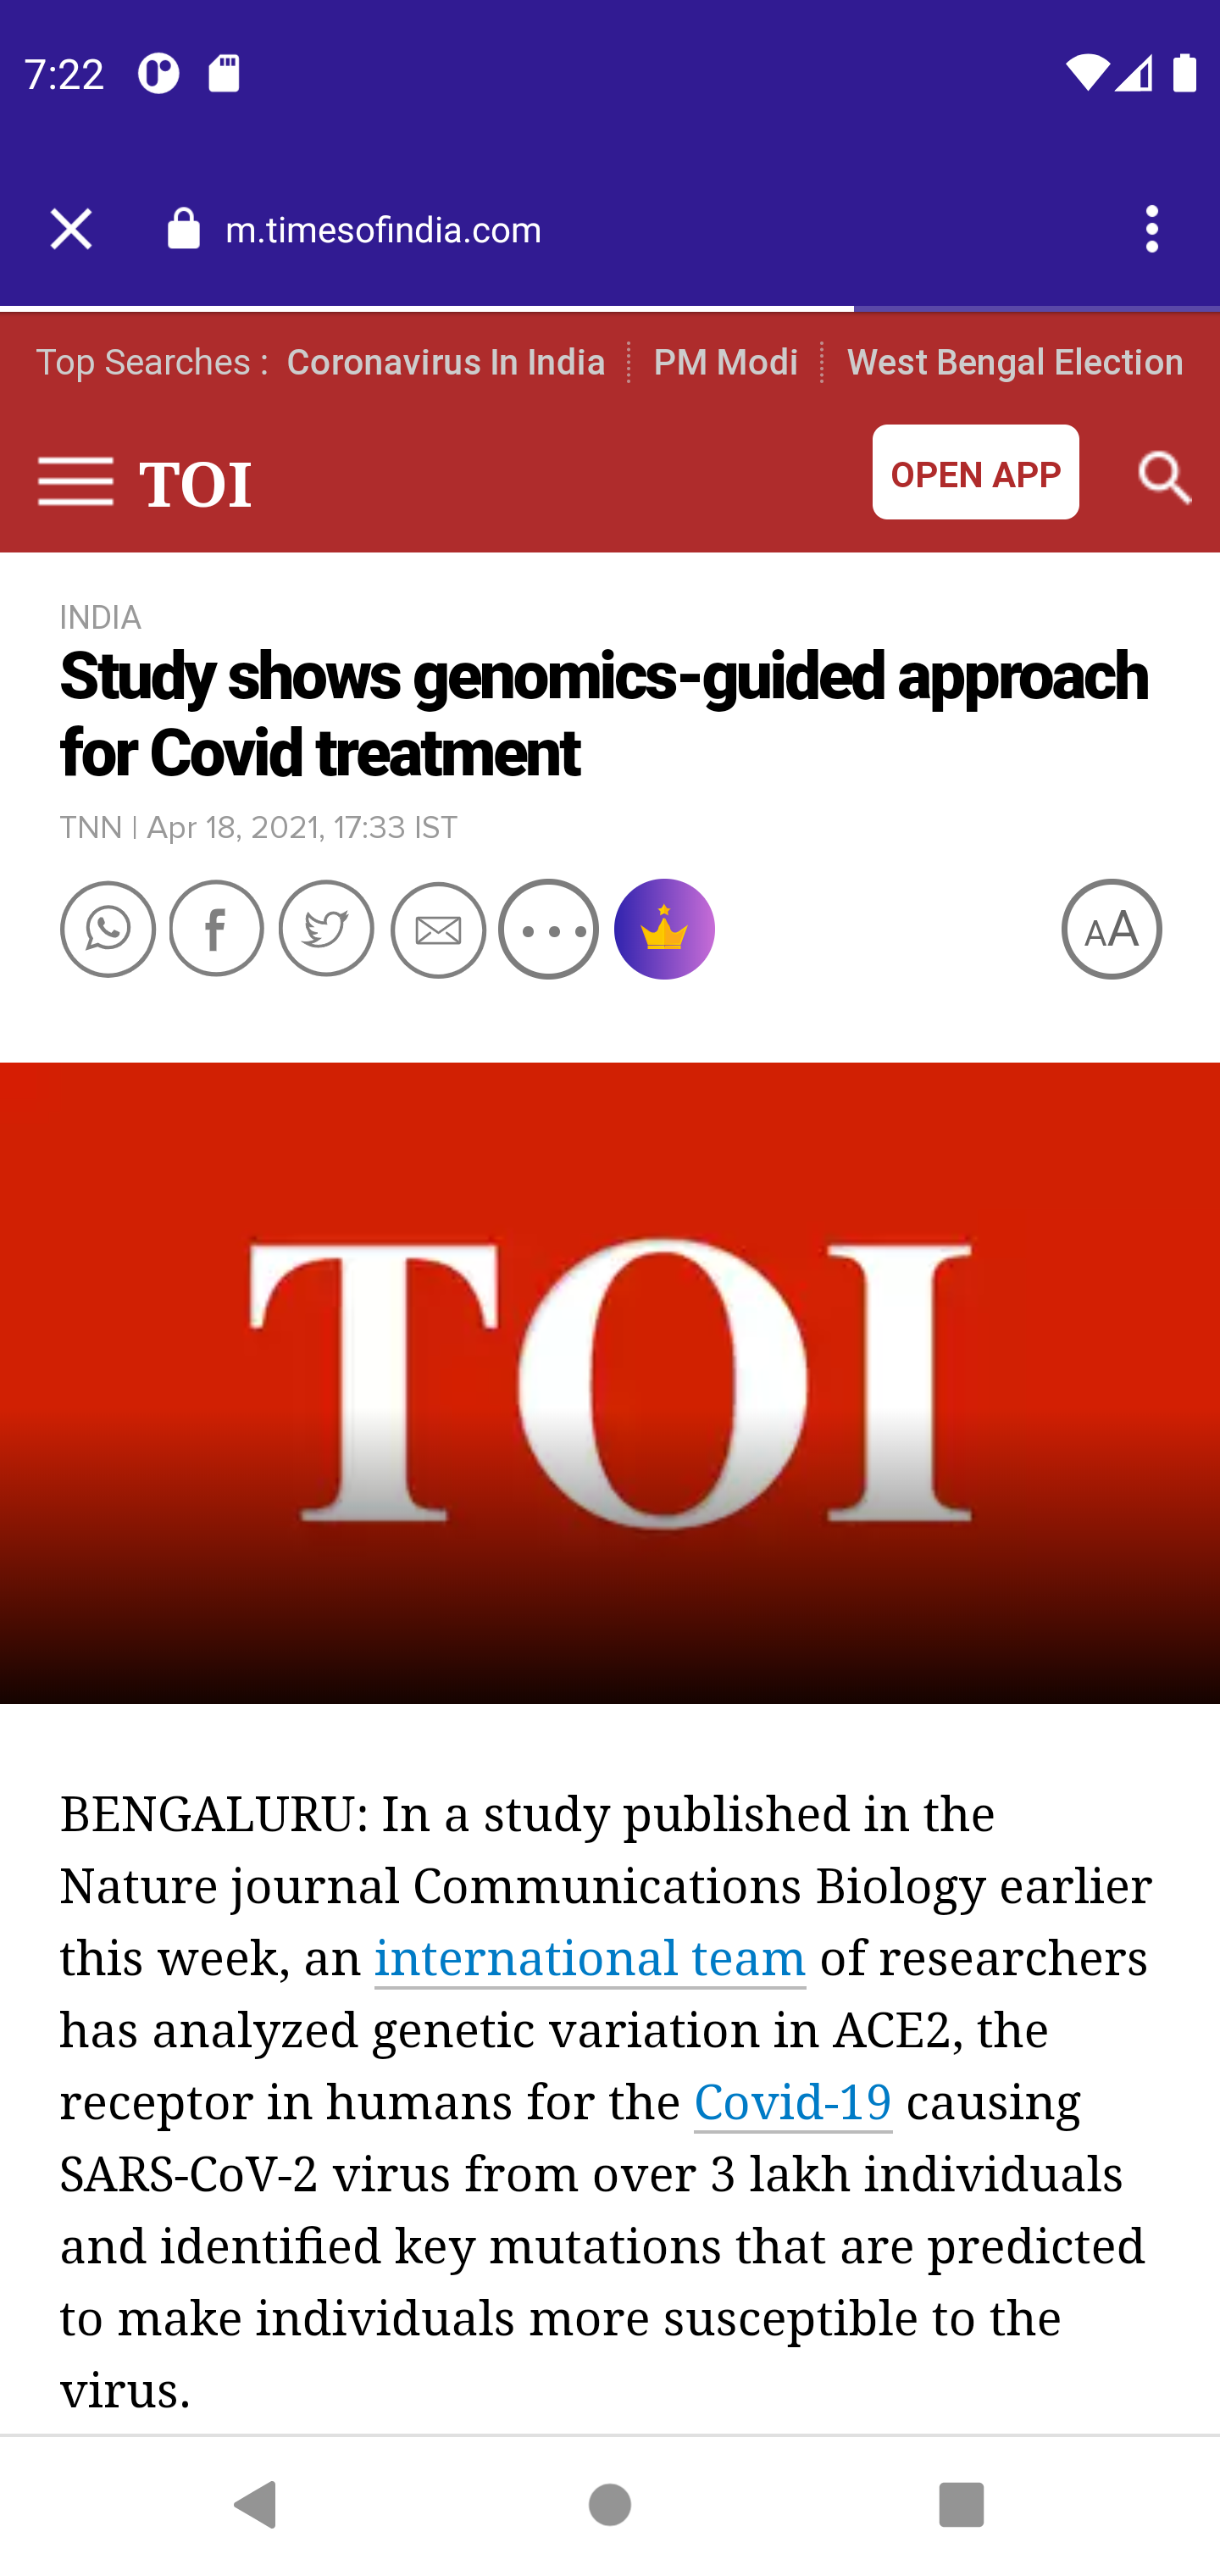 7:22
m.timesofindia.com
Top Searches : Coronavirus In India PM Modi West Bengal Election
TOI OPEN APP
INDIA
Study shows genomics-guided approach
for Covid treatment
TNN | Apr 18, 2021, 17:33 IST
AA
TOI
BENGALURU: In a study published in the
Nature journal Communications Biology earlier
this week, an international team of researchers
has analyzed genetic variation in ACE2, the
receptor in humans for the Covid-19 causing
SARS-CoV-2 virus from over 3 lakh individuals
and identified key mutations that are predicted
to make individuals more susceptible to the
virus.